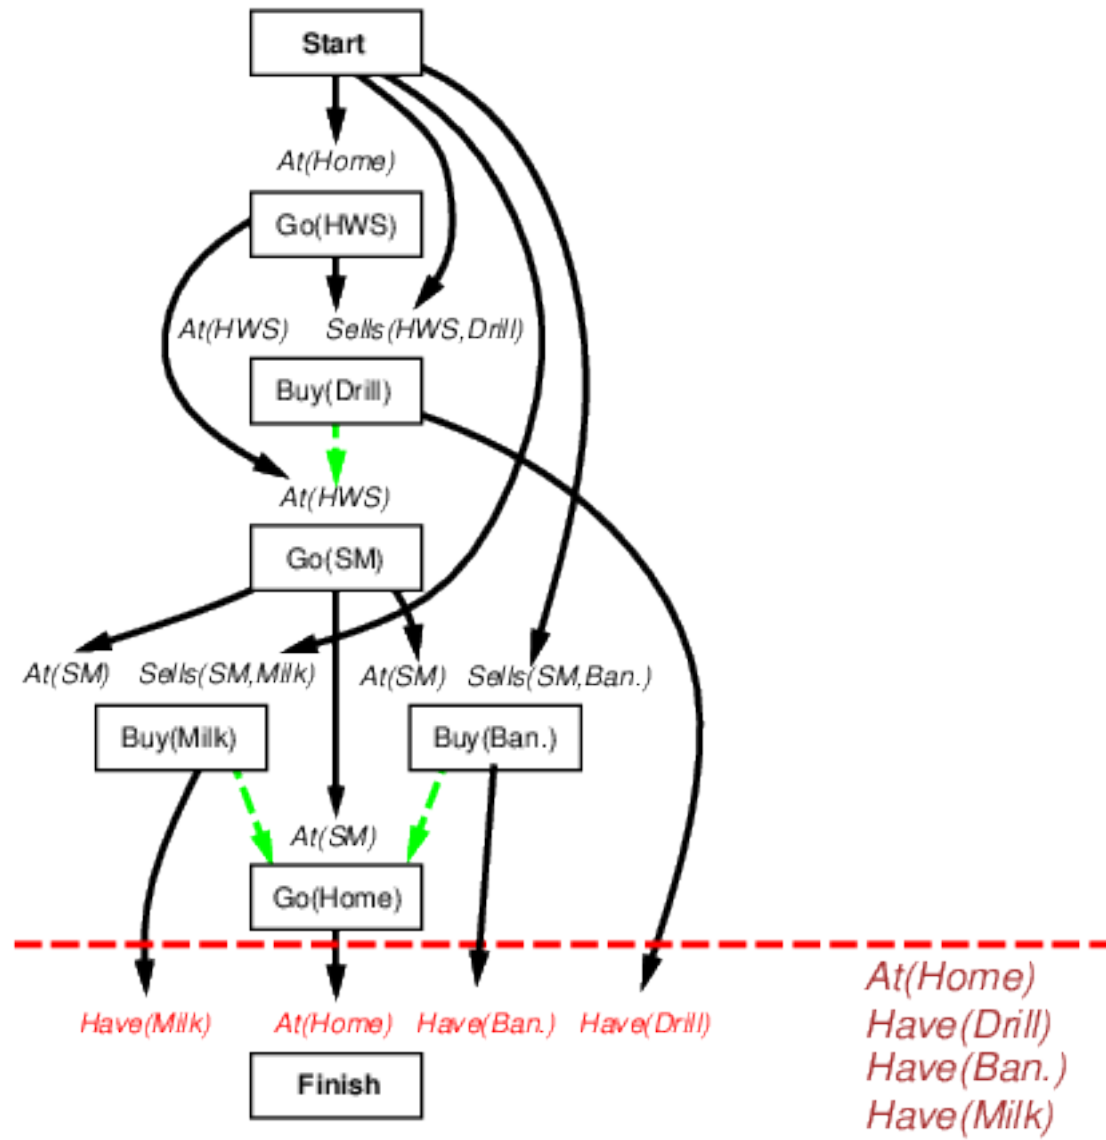 Start
At(Home)
Go(HWS)
At(HWS) Sells(HWS,Drill)
Buy(Drill)
At(HWS)
Go(SM)
At(SM) Sells(SM,Milk) At(SM) Sells(SM,Ban.)
Buy(Milk) Buy(Ban.)
At(SM)
Go(Home)
Have(Milk) At(Home) Have(Ban.) Have(Drill)
Finish
At(Home)
Have(Drill)
Have(Ban.)
Have(Milk)